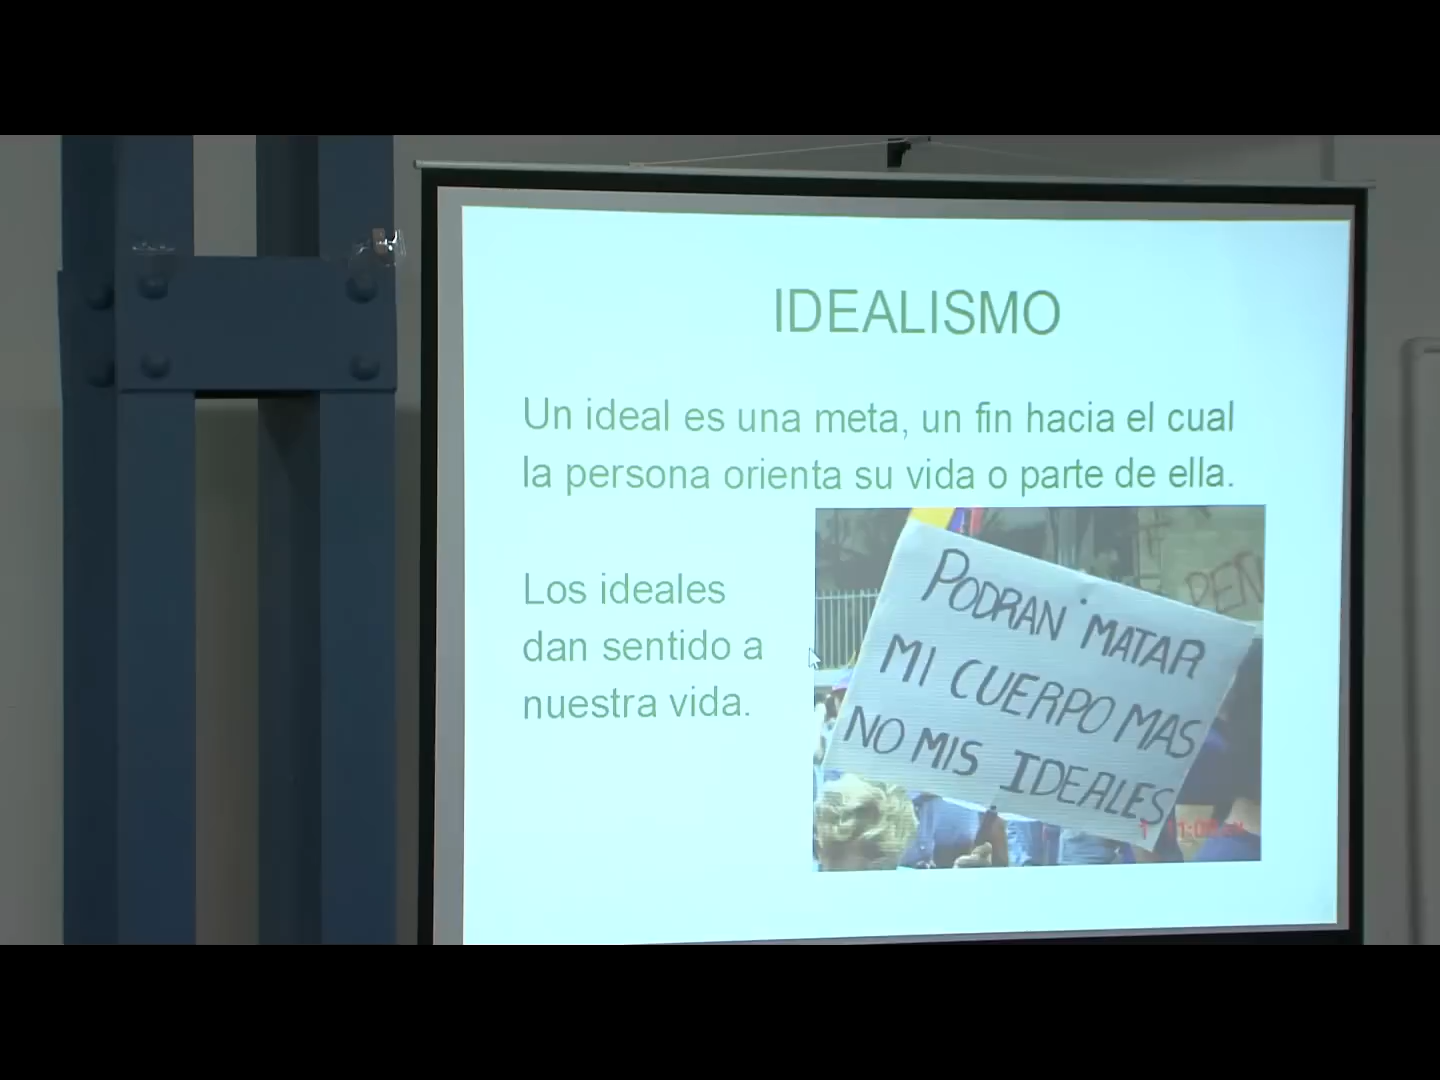 IDEALISMO
Un ideal es una meta, un fin hacia el cual
la persona orienta su vida o parte de ella.
Los ideales
dan sentido a
nuestra vida.
PODRAN MATAR
MI CUERPO MAS
NO MIS IDEALES
PEN